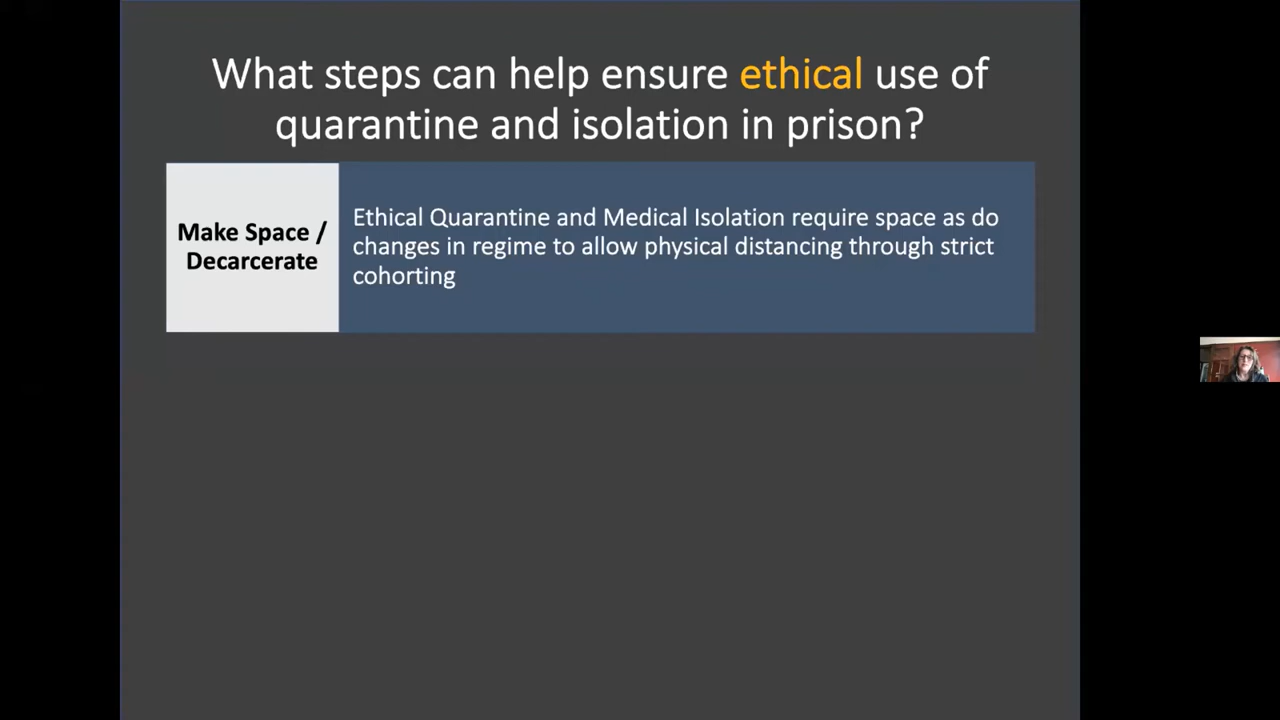 What steps can help ensure ethical use of
quarantine and isolation in prison?
Make Space /
Decarcerate
Ethical Quarantine and Medical Isolation require space as do
changes in regime to allow physical distancing through strict
cohorting